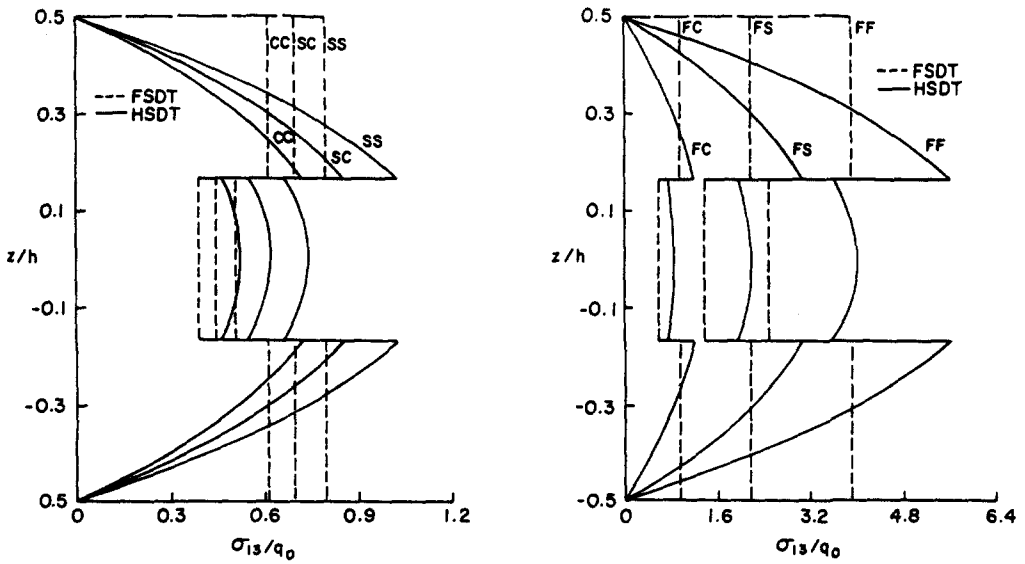 0.5
CC SC SS
FSDT
HSDT
0.3
CC
SC
SS
0.1
z/h
-0.1
-0.3
0.5
0 0.3 0.6 0.9 1.2
σ13/q0
0.5
FC FS FF
FSDT
HSDT
0.3
FC
FS
FF
0.1
z/h
-0.1
-0.3
-0.5
0 1.6 3.2 4.8 6.4
σ13/q0